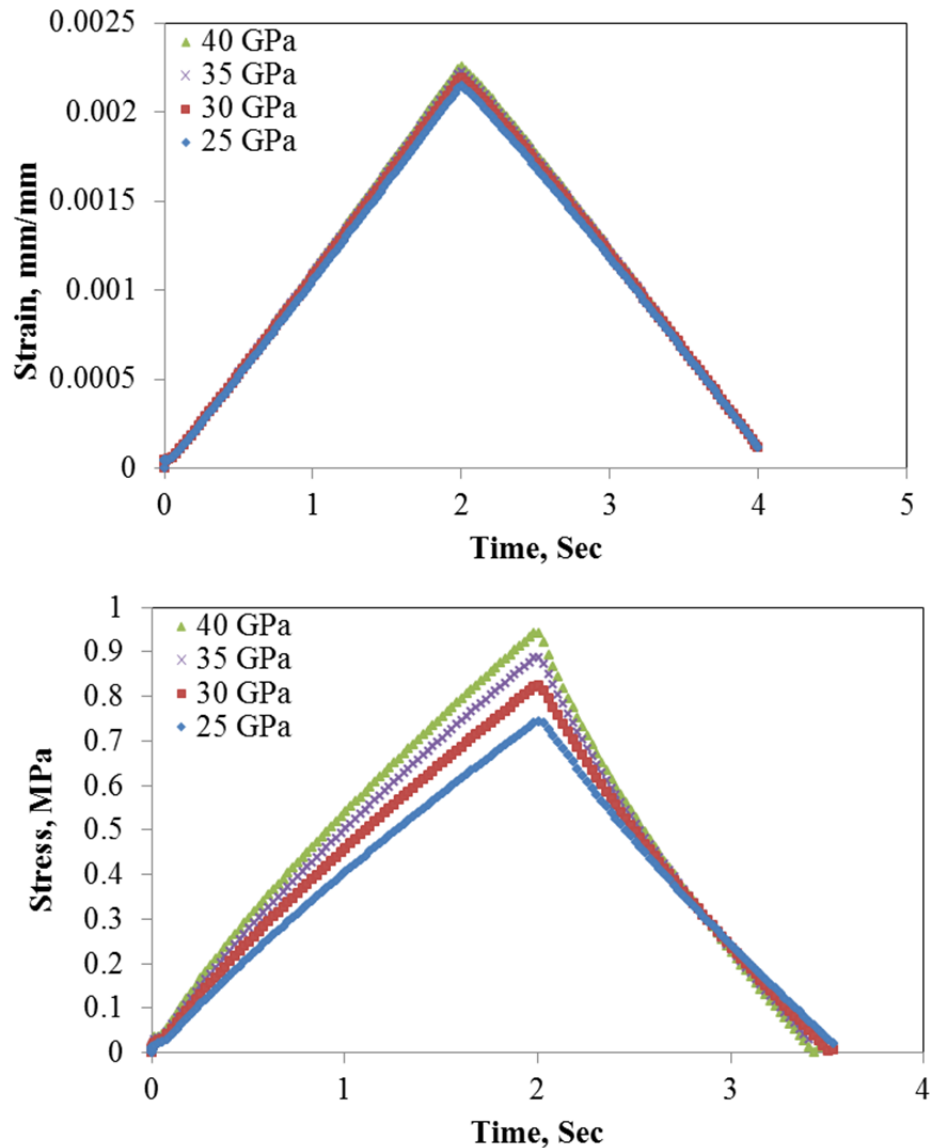 0.0025
40 GPa
35 GPa
30 GPa
25 GPa
0.002
0.0015
0.001
0.0005
0
Strain, mm/mm
0 1 2 3 4 5
Time, Sec
1
40 GPa
35 GPa
30 GPa
25 GPa
0.9
0.8
0.7
0.6
0.5
0.4
0.3
0.2
0.1
0
Stress, MPa
0 1 2 3 4
Time, Sec